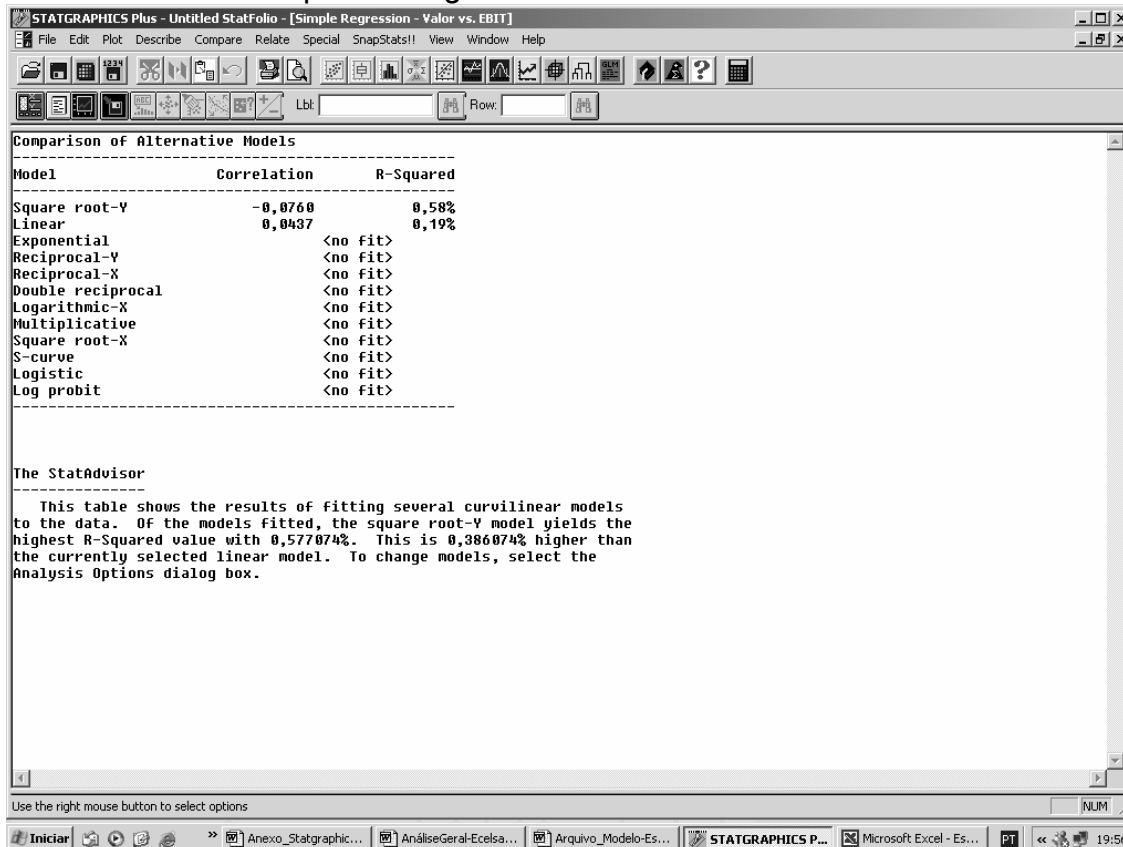 STATGRAPHICS Plus - Untitled StatFolio - [Simple Regression - Valor vs. EBIT]
File Edit Plot Describe Compare Relate Special SnapStats!! View Window Help
Lbl: Row:
Comparison of Alternative Models
--------------------------------------------------
Model Correlation R-Squared
--------------------------------------------------
Square root-Y -0,0760 0,58%
Linear 0,0437 0,19%
Exponential <no fit>
Reciprocal-Y <no fit>
Reciprocal-X <no fit>
Double reciprocal <no fit>
Logarithmic-X <no fit>
Multiplicative <no fit>
Square root-X <no fit>
S-curve <no fit>
Logistic <no fit>
Log probit <no fit>
--------------------------------------------------
The StatAdvisor
---------------
This table shows the results of fitting several curvilinear models
to the data. Of the models fitted, the square root-Y model yields the
highest R-Squared value with 0,577074%. This is 0,386074% higher than
the currently selected linear model. To change models, select the
Analysis Options dialog box.
Use the right mouse button to select options NUM
Iniciar » Anexo_Statgraphic... AnáliseGeral-Ecelsa... Arquivo_Modelo-Es... STATGRAPHICS P... Microsoft Excel - Es... PT «